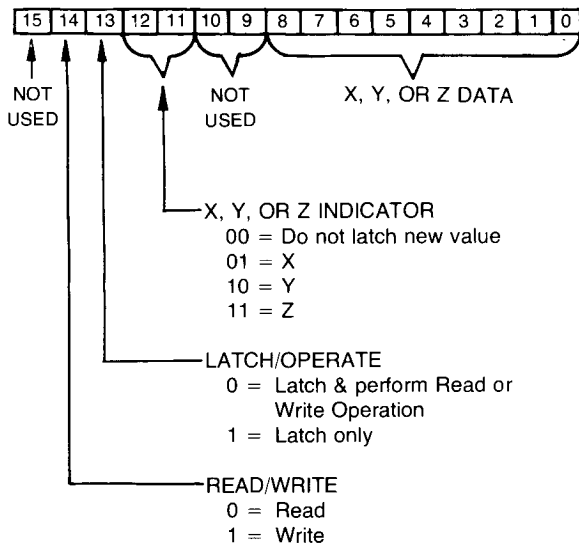 15 14 13 12 11 10 9 8 7 6 5 4 3 2 1 0
NOT
USED
NOT
USED
X, Y, OR Z DATA
X, Y, OR Z INDICATOR
00 = Do not latch new value
01 = X
10 = Y
11 = Z
LATCH/OPERATE
0 = Latch & perform Read or
Write Operation
1 = Latch only
READ/WRITE
0 = Read
1 = Write